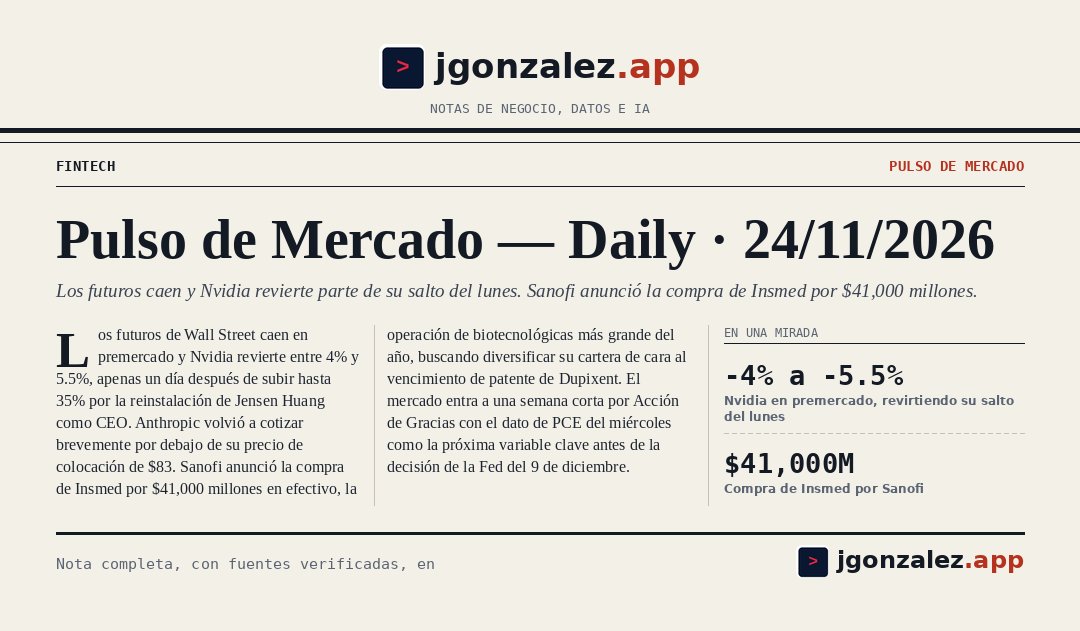 > jgonzalez.app
NOTAS DE NEGOCIO, DATOS E IA
FINTECH
PULSO DE MERCADO
Pulso de Mercado — Daily · 24/11/2026
Los futuros caen y Nvidia revierte parte de su salto del lunes. Sanofi anunció la compra de Insmed por $41,000 millones.
Los futuros de Wall Street caen en
premercado y Nvidia revierte entre 4% y
5.5%, apenas un día después de subir hasta
35% por la reinstalación de Jensen Huang
como CEO. Anthropic volvió a cotizar
brevemente por debajo de su precio de
colocación de $83. Sanofi anunció la compra
de Insmed por $41,000 millones en efectivo, la
operación de biotecnológicas más grande del
año, buscando diversificar su cartera de cara al
vencimiento de patente de Dupixent. El
mercado entra a una semana corta por Acción
de Gracias con el dato de PCE del miércoles
como la próxima variable clave antes de la
decisión de la Fed del 9 de diciembre.
EN UNA MIRADA
-4% a -5.5%
Nvidia en premercado, revirtiendo su salto
del lunes
$41,000M
Compra de Insmed por Sanofi
Nota completa, con fuentes verificadas, en
> jgonzalez.app